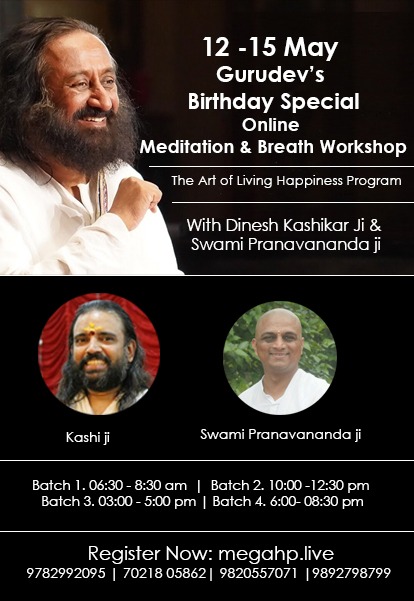 12 -15 May
Gurudev's
Birthday Special
Online
Meditation & Breath Workshop
The Art of Living Happiness Program
With Dinesh Kashikar Ji &
Swami Pranavananda ji
Kashi ji
Swami Pranavananda ji
Batch 1. 06:30 - 8:30 am | Batch 2. 10:00 -12:30 pm
Batch 3. 03:00 - 5:00 pm | Batch 4. 6:00- 08:30 pm
Register Now: megahp.live
9782992095 | 70218 05862| 9820557071 |9892798799